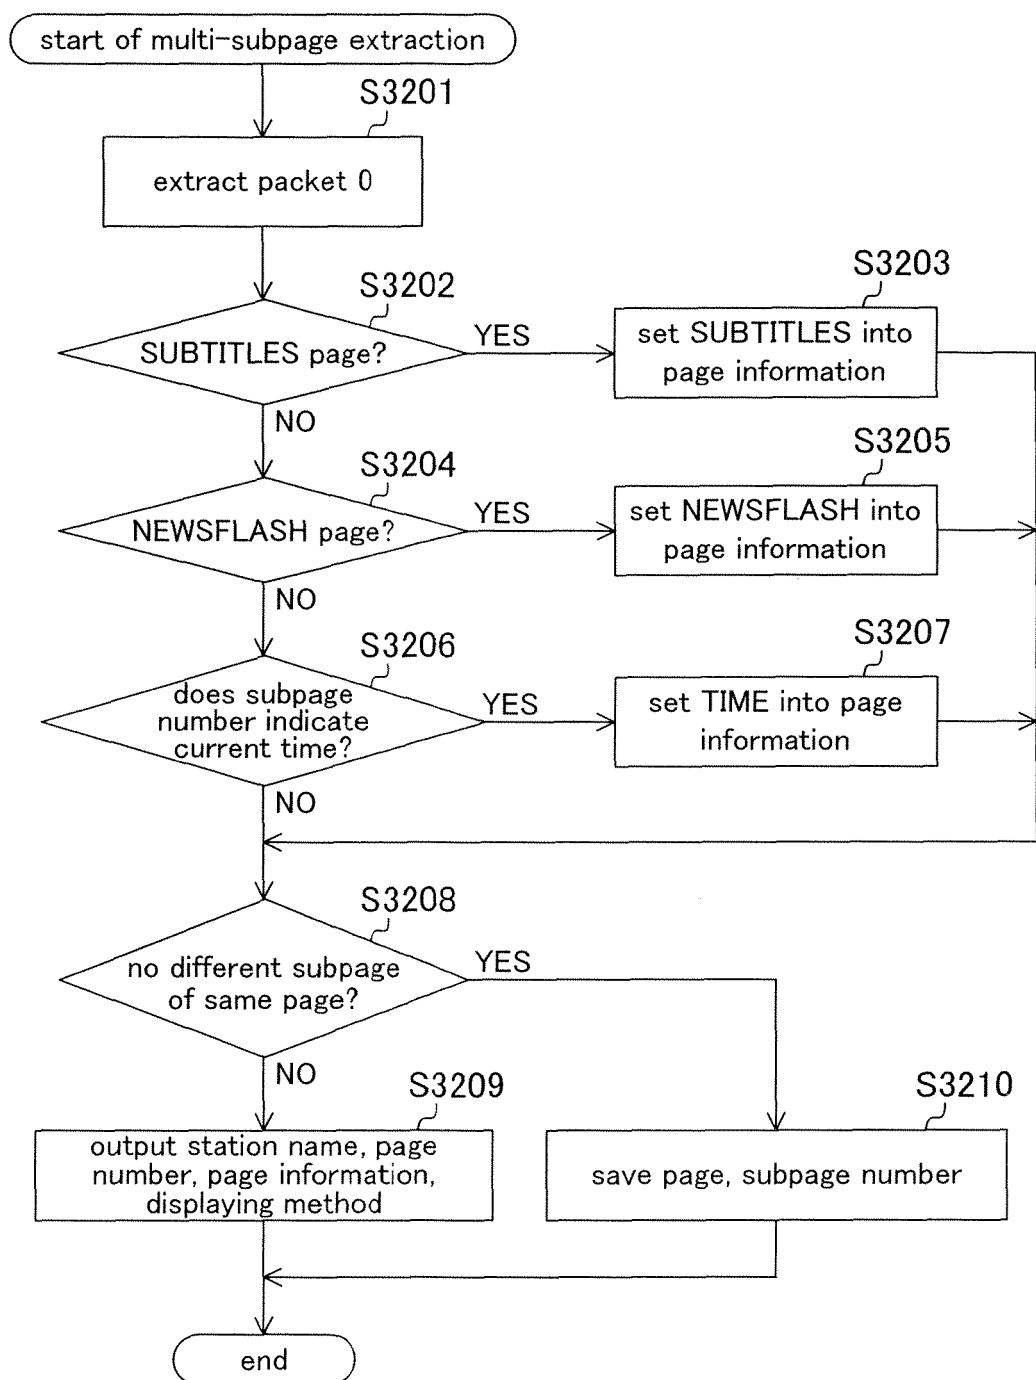 start of multi-subpage extraction
S3201
extract packet 0
S3202
SUBTITLES page?
YES
NO
S3203
set SUBTITLES into
page information
S3204
NEWSFLASH page?
YES
NO
S3205
set NEWSFLASH into
page information
S3206
does subpage
number indicate
current time?
YES
NO
S3207
set TIME into page
information
S3208
no different subpage
of same page?
YES
NO
S3209
output station name, page
number, page information,
displaying method
S3210
save page, subpage number
end